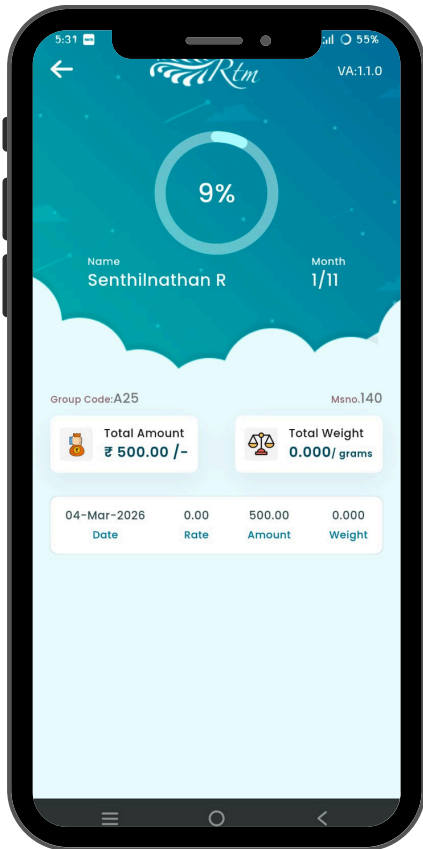 5:31 55%
Rtm
VA:1.1.0
9%
Name Month
Senthilnathan R 1/11
Group Code:A25 Msno.140
Total Amount Total Weight
₹ 500.00 /- 0.000/ grams
04-Mar-2026 0.00 500.00 0.000
Date Rate Amount Weight